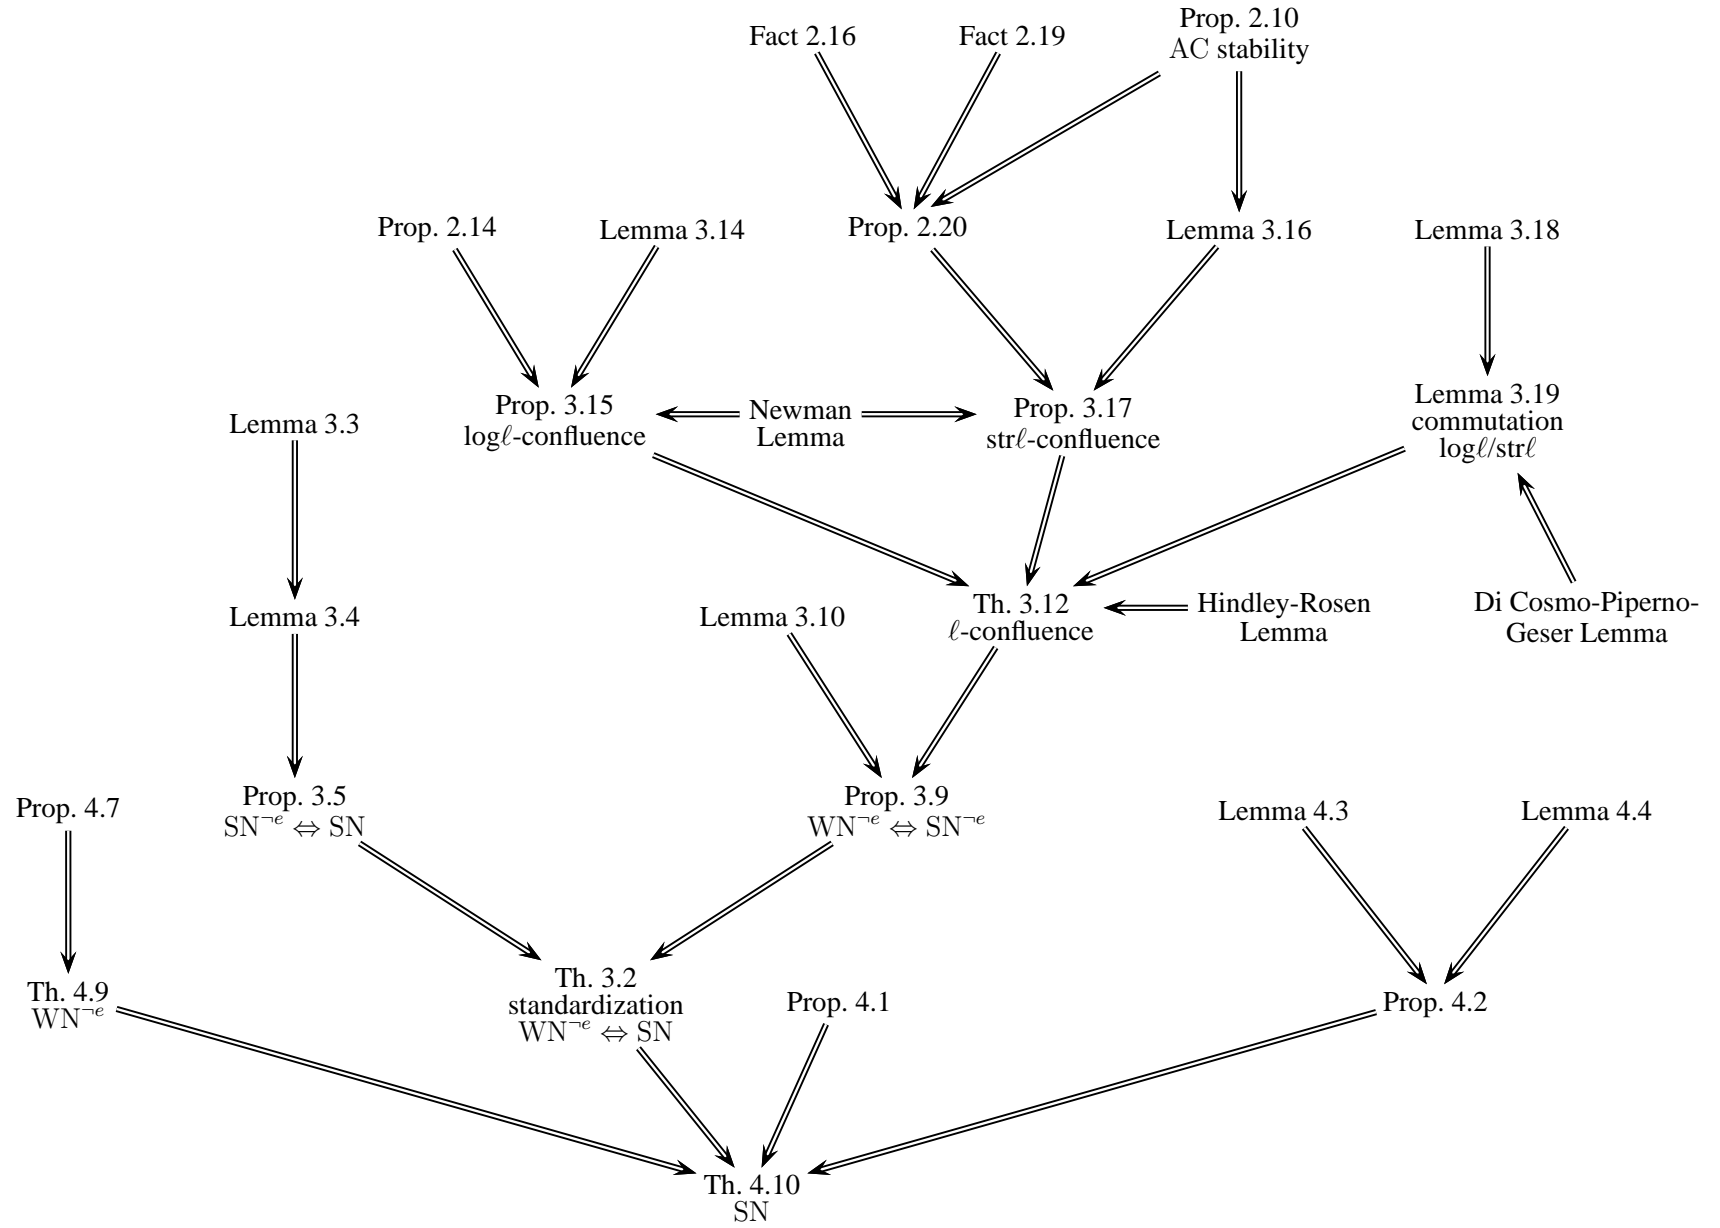 Fact 2.16
Fact 2.19
Prop. 2.10
AC stability
Prop. 2.14
Lemma 3.14
Prop. 2.20
Lemma 3.16
Lemma 3.18
Lemma 3.3
Prop. 3.15
logℓ-confluence
Newman
Lemma
Prop. 3.17
strℓ-confluence
Lemma 3.19
commutation
logℓ/strℓ
Lemma 3.4
Lemma 3.10
Th. 3.12
ℓ-confluence
Hindley-Rosen
Lemma
Di Cosmo-Piperno-
Geser Lemma
Prop. 4.7
Prop. 3.5
SN¬e ⇔ SN
Prop. 3.9
WN¬e ⇔ SN¬e
Lemma 4.3
Lemma 4.4
Th. 4.9
WN¬e
Th. 3.2
standardization
WN¬e ⇔ SN
Prop. 4.1
Prop. 4.2
Th. 4.10
SN